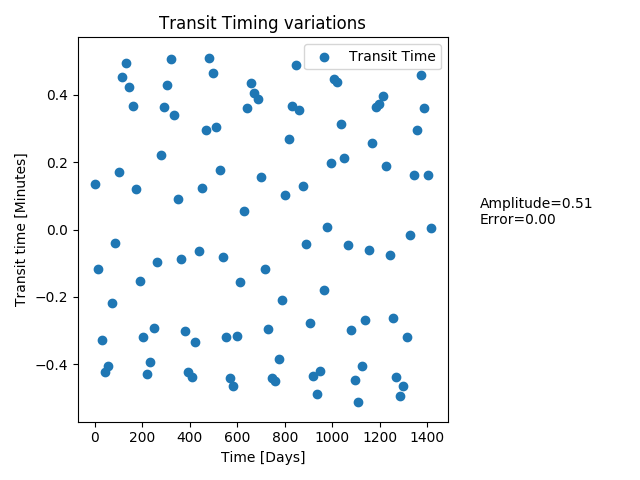 Transit Timing variations
Transit Time
0.4
0.2
0.0
−0.2
−0.4
Transit time [Minutes]
0 200 400 600 800 1000 1200 1400
Time [Days]
Amplitude=0.51
Error=0.00